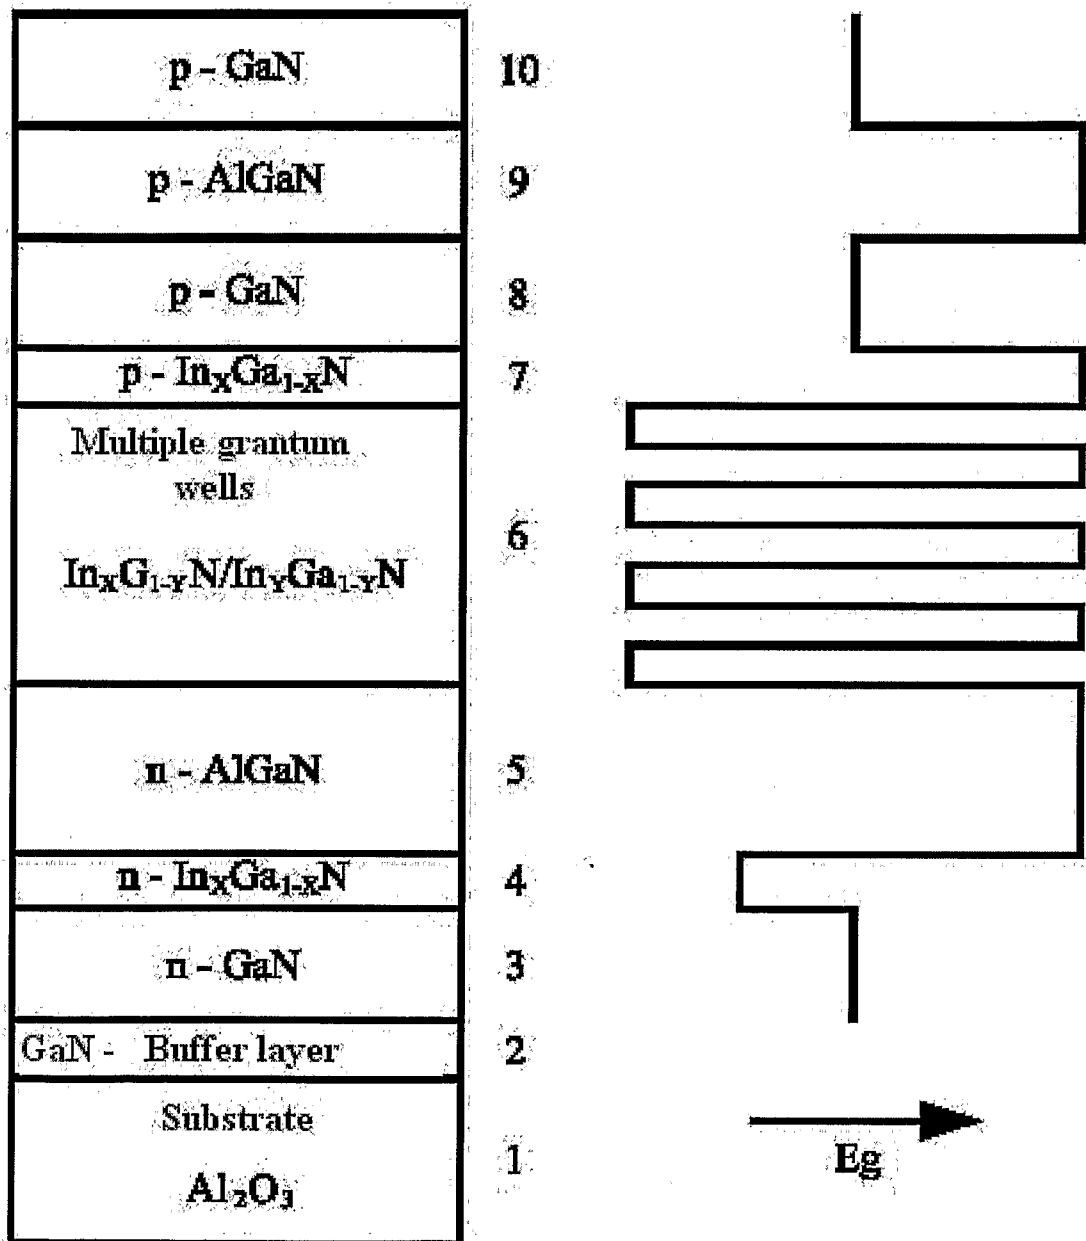 p - GaN 10
p - AlGaN 9
p - GaN 8
p - InₓGa₁₋ₓN 7
Multiple grantum
wells
6
InₓG₁₋YN/InYGa₁₋YN
n - AlGaN 5
n - InₓGa₁₋ₓN 4
n - GaN 3
GaN - Buffer layer 2
Substrate
1
Al₂O₃
Eg